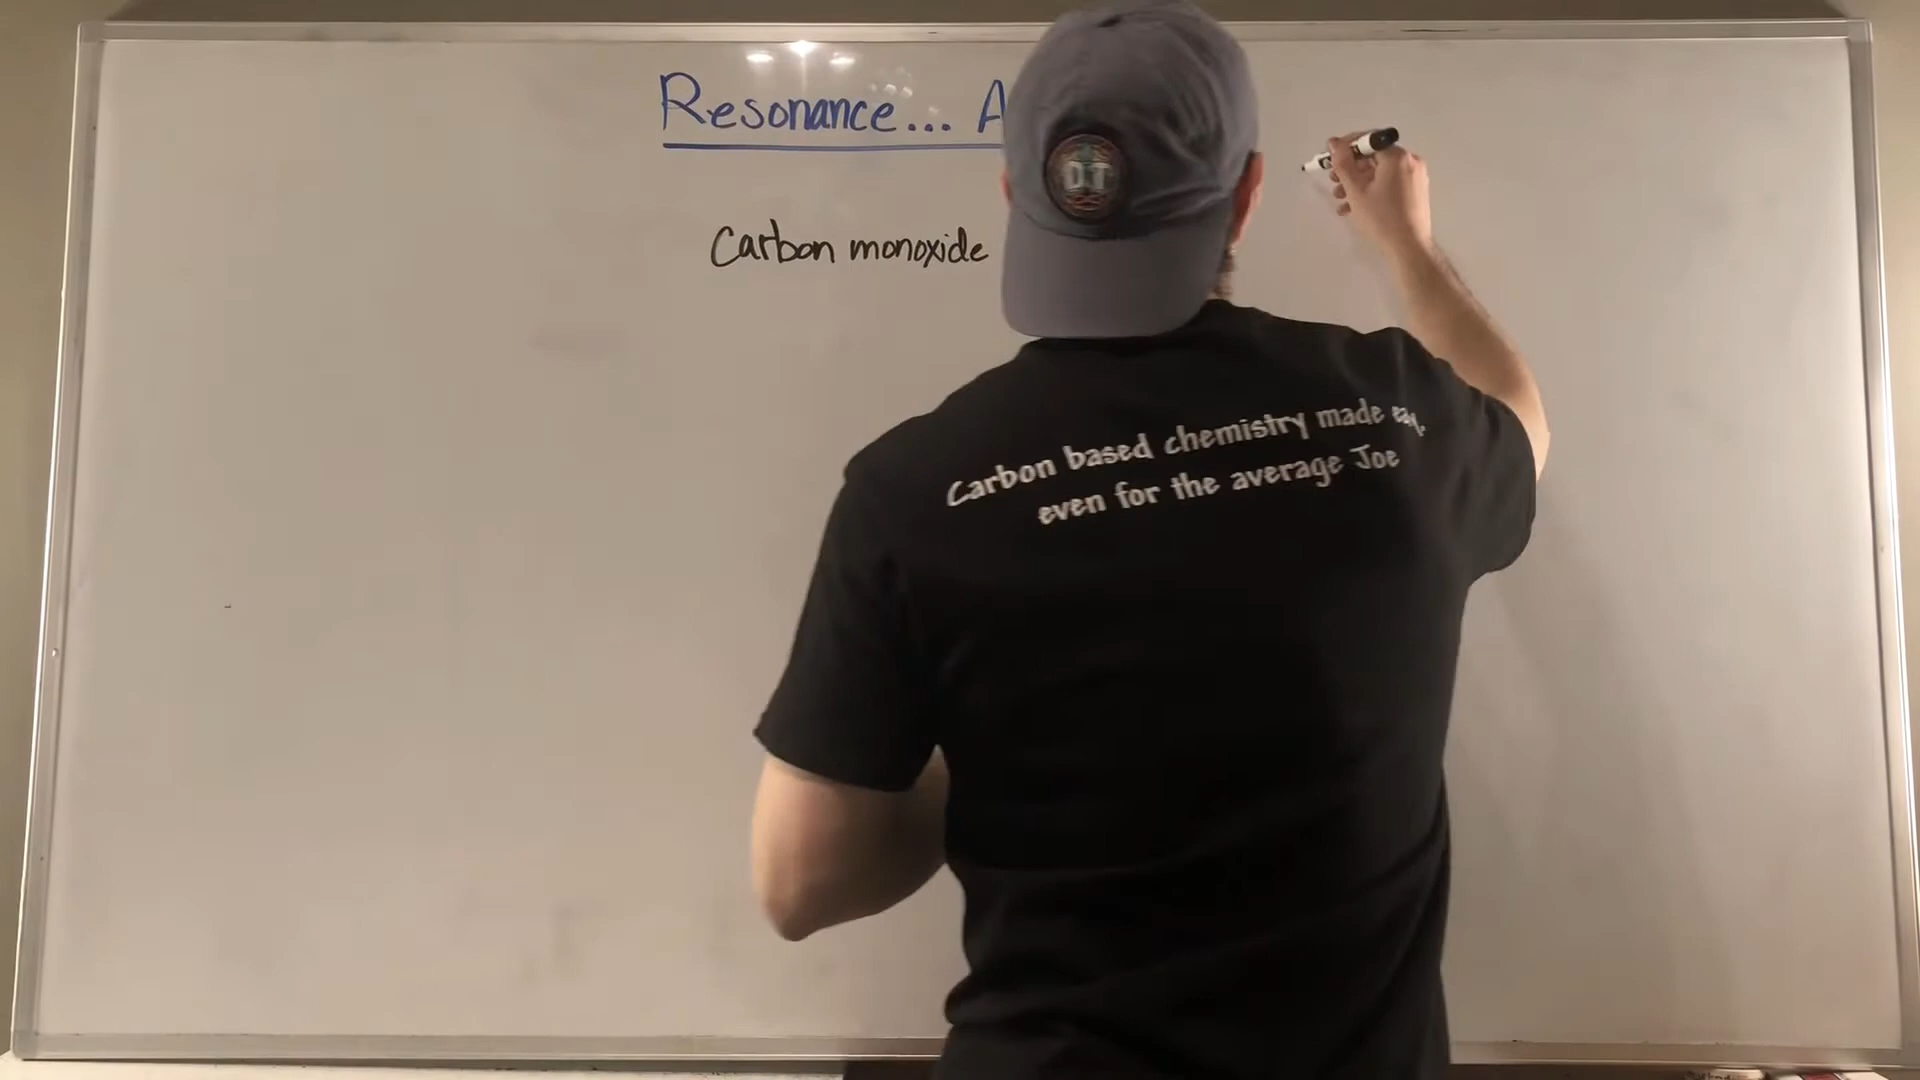 Resonance... A
Carbon monoxide
DT
Carbon based chemistry made easy,
even for the average Joe